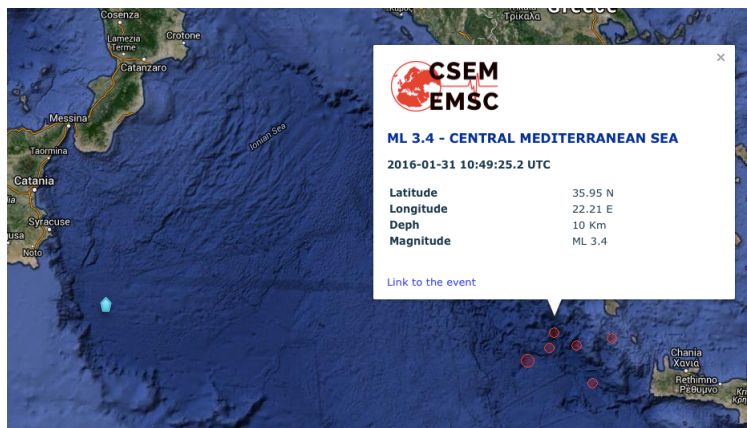 Cosenza
Crotone
Lamezia
Terme
Catanzaro
Messina
Ionian Sea
Taormina
Catania
Syracuse
Noto
Τρίκαλα
Greece
×
CSEM
EMSC
ML 3.4 - CENTRAL MEDITERRANEAN SEA
2016-01-31 10:49:25.2 UTC
Latitude 35.95 N
Longitude 22.21 E
Deph 10 Km
Magnitude ML 3.4
Link to the event
Chania
Χανιά
Rethimno
Ρέθυμνο